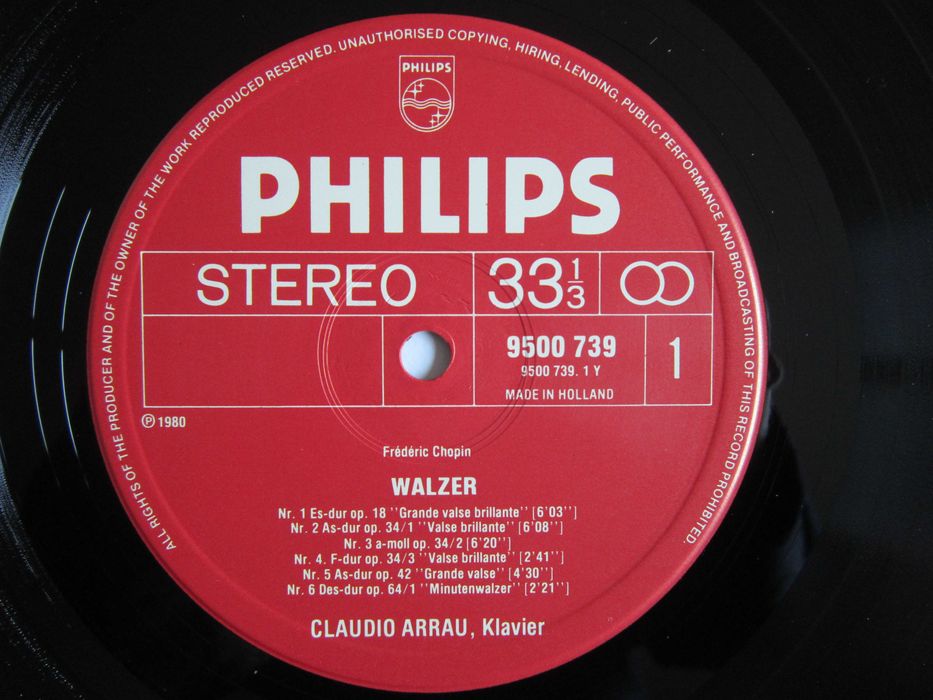 ALL RIGHTS OF THE PRODUCER AND OF THE OWNER OF THE WORK REPRODUCED RESERVED. UNAUTHORISED COPYING, HIRING, LENDING, PUBLIC PERFORMANCE AND BROADCASTING OF THIS RECORD PROHIBITED.
PHILIPS
PHILIPS
STEREO
33 1/3
9500 739
9500 739. 1 Y
MADE IN HOLLAND
1
℗ 1980
Frédéric Chopin
WALZER
Nr. 1 Es-dur op. 18 ''Grande valse brillante'' [6'03'']
Nr. 2 As-dur op. 34/1 ''Valse brillante'' [6'08'']
Nr. 3 a-moll op. 34/2 [6'20'']
Nr. 4. F-dur op. 34/3 ''Valse brillante'' [2'41'']
Nr. 5 As-dur op. 42 ''Grande valse'' [4'30'']
Nr. 6 Des-dur op. 64/1 ''Minutenwalzer'' [2'21'']
CLAUDIO ARRAU, Klavier